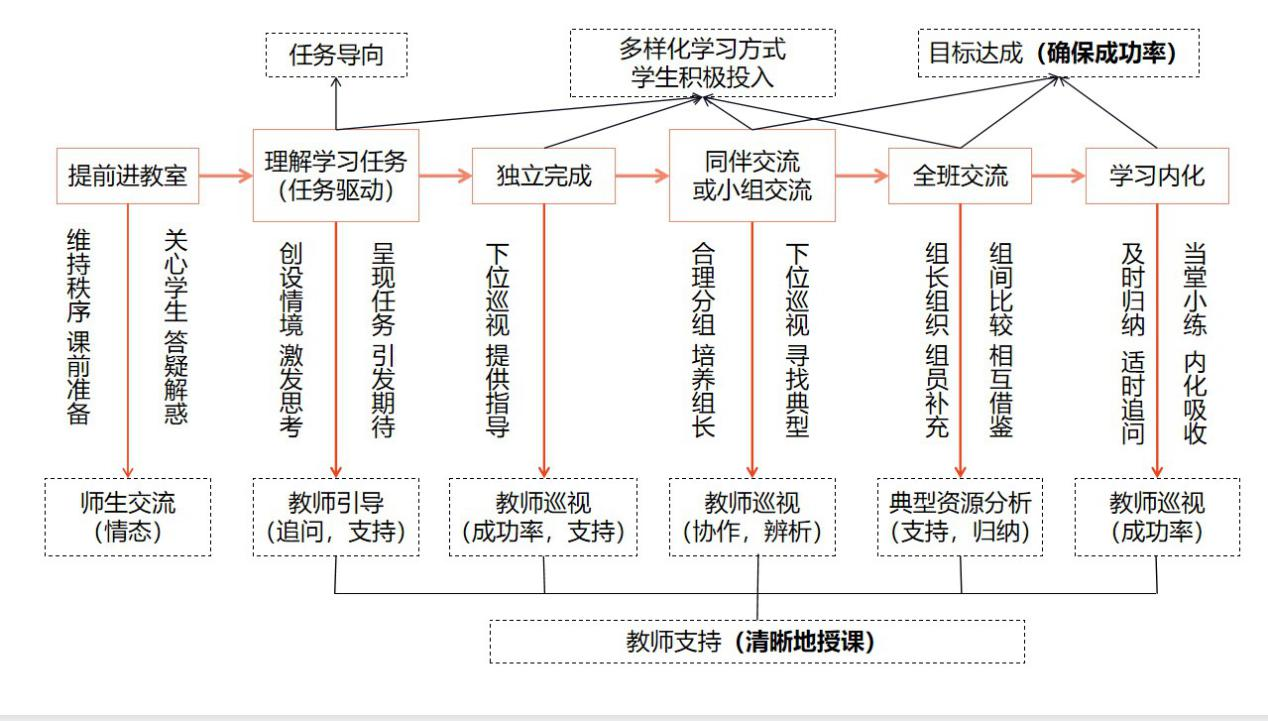 任务导向
多样化学习方式
学生积极投入
目标达成（确保成功率）
提前进教室
理解学习任务
（任务驱动）
独立完成
同伴交流
或小组交流
全班交流
学习内化
维持秩序 课前准备
关心学生 答疑解惑
创设情境 激发思考
呈现任务 引发期待
下位巡视 提供指导
合理分组 培养组长
下位巡视 寻找典型
组长组织 组员补充
组间比较 相互借鉴
及时归纳 适时追问
当堂小练 内化吸收
师生交流
（情态）
教师引导
（追问，支持）
教师巡视
（成功率，支持）
教师巡视
（协作，辨析）
典型资源分析
（支持，归纳）
教师巡视
（成功率）
教师支持（清晰地授课）